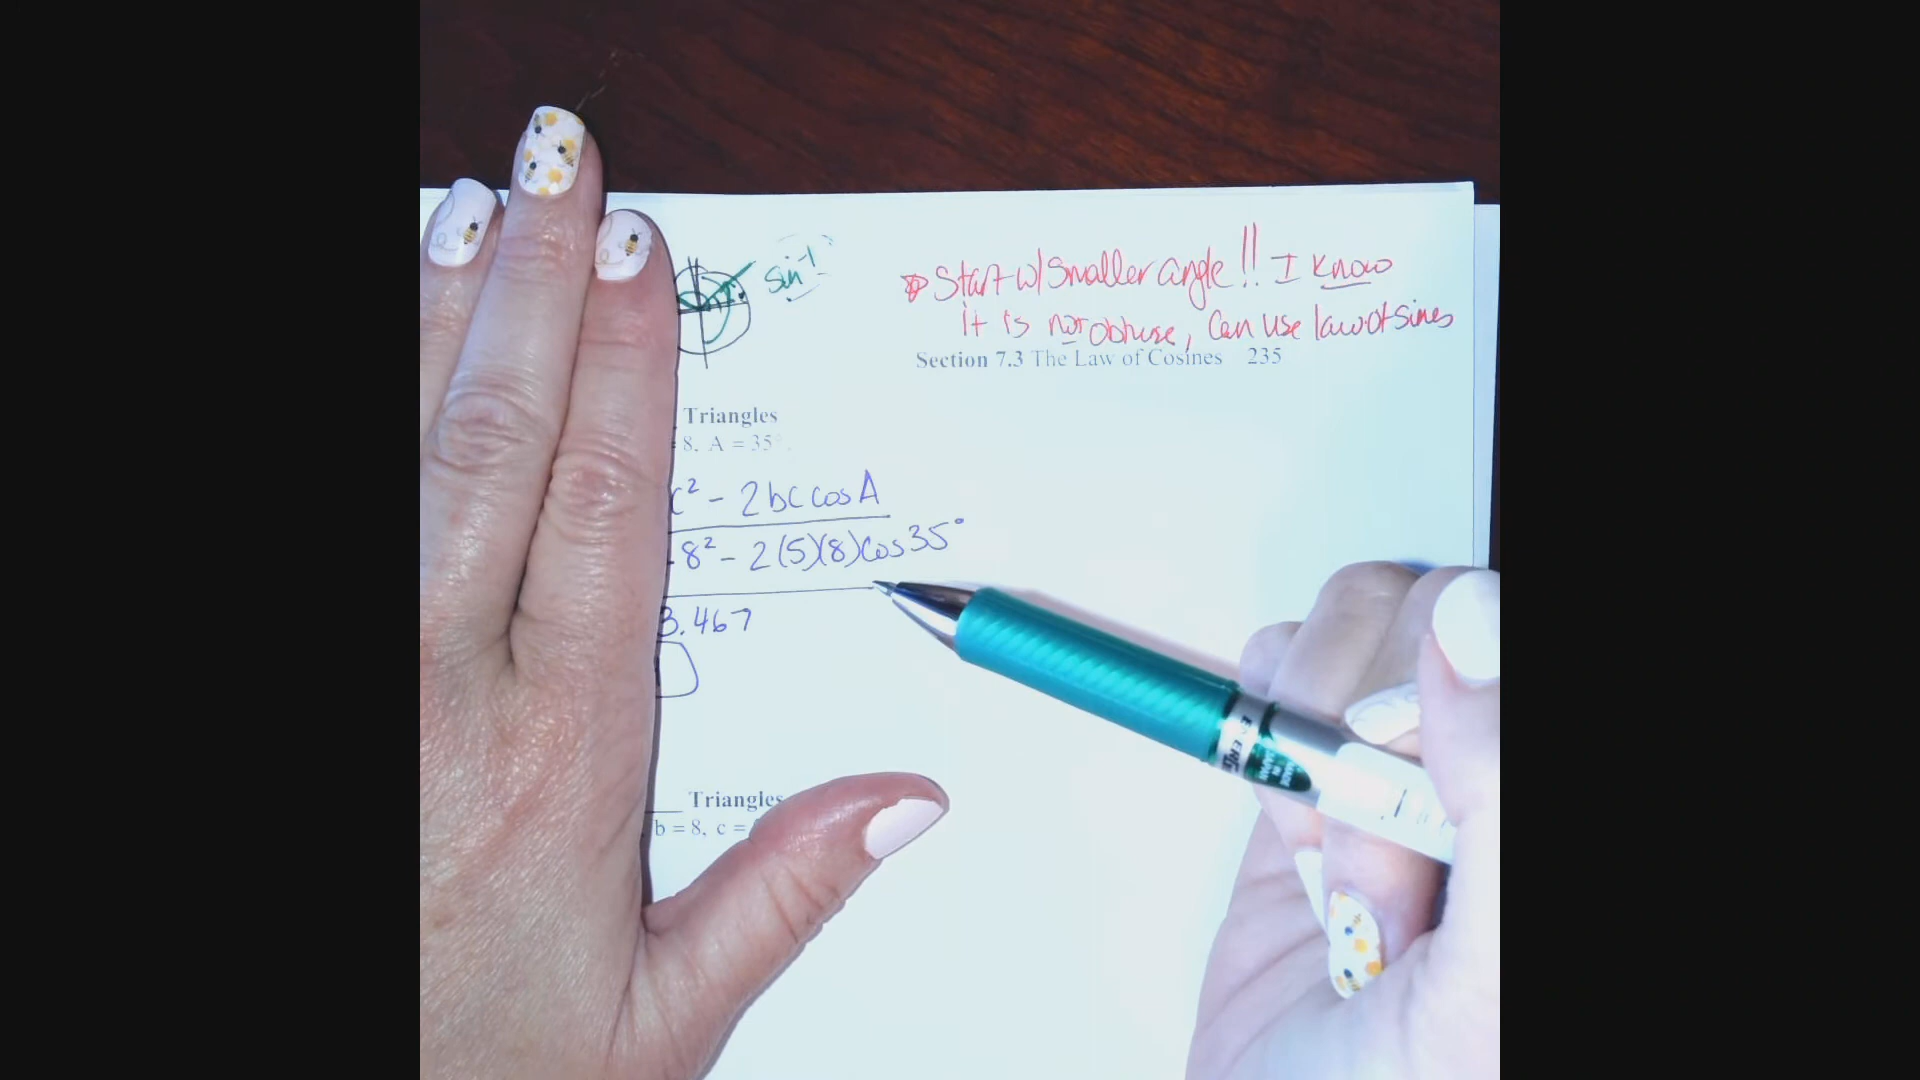 sin⁻¹
Start w/ smaller angle!! I know
it is not obtuse, can use law of sines
Section 7.3 The Law of Cosines 235
Triangles
8, A = 35°
c² - 2bc cos A
8² - 2(5)(8)cos 35°
3.467
Triangles
b = 8, c =